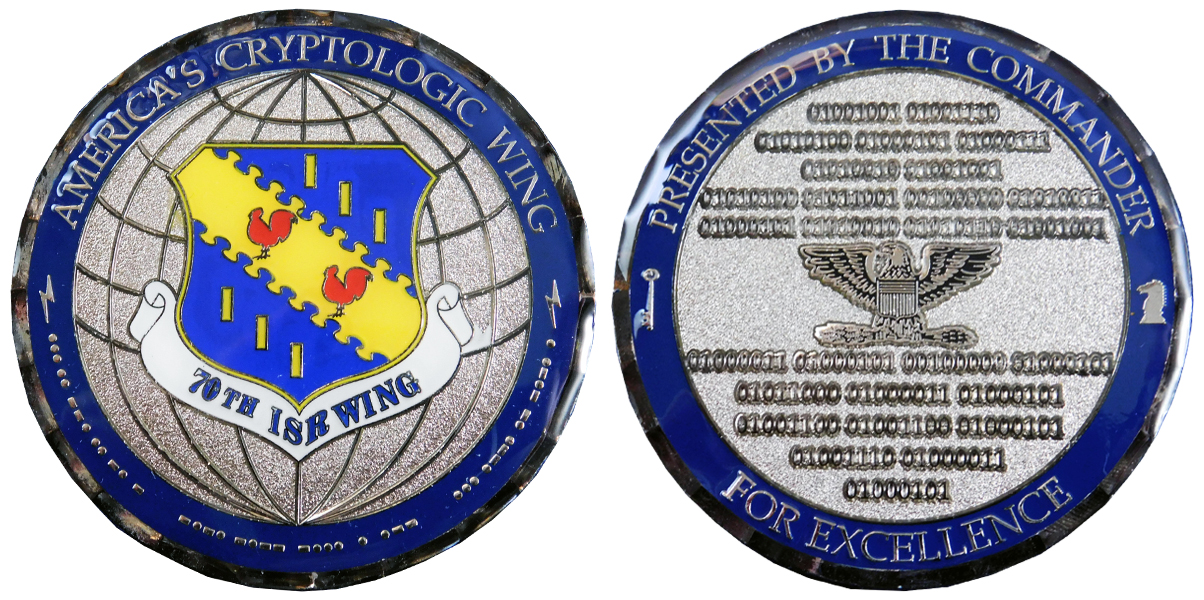 AMERICA'S CRYPTOLOGIC WING
70TH ISR WING
PRESENTED BY THE COMMANDER
01001001 01001110
01010100 01000101 01000111
01010010 01001001
01010100 01011001 01010011
01000101 01010010 01010110 01001001
01000011 01000101 00100000 01000101
01011000 01000011 01000101
01001100 01001100 01000101
01001110 01000011
01000101
FOR EXCELLENCE